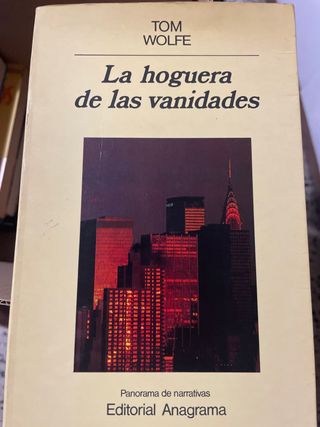 TOM
WOLFE
La hoguera
de las vanidades
Panorama de narrativas
Editorial Anagrama